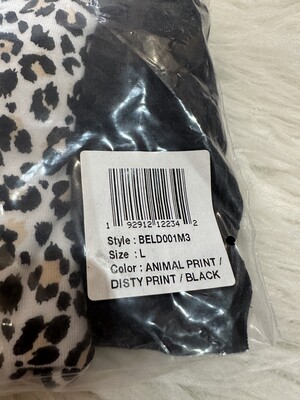 1 92912 12234 2
Style : BELD001M3
Size : L
Color : ANIMAL PRINT /
DISTY PRINT / BLACK